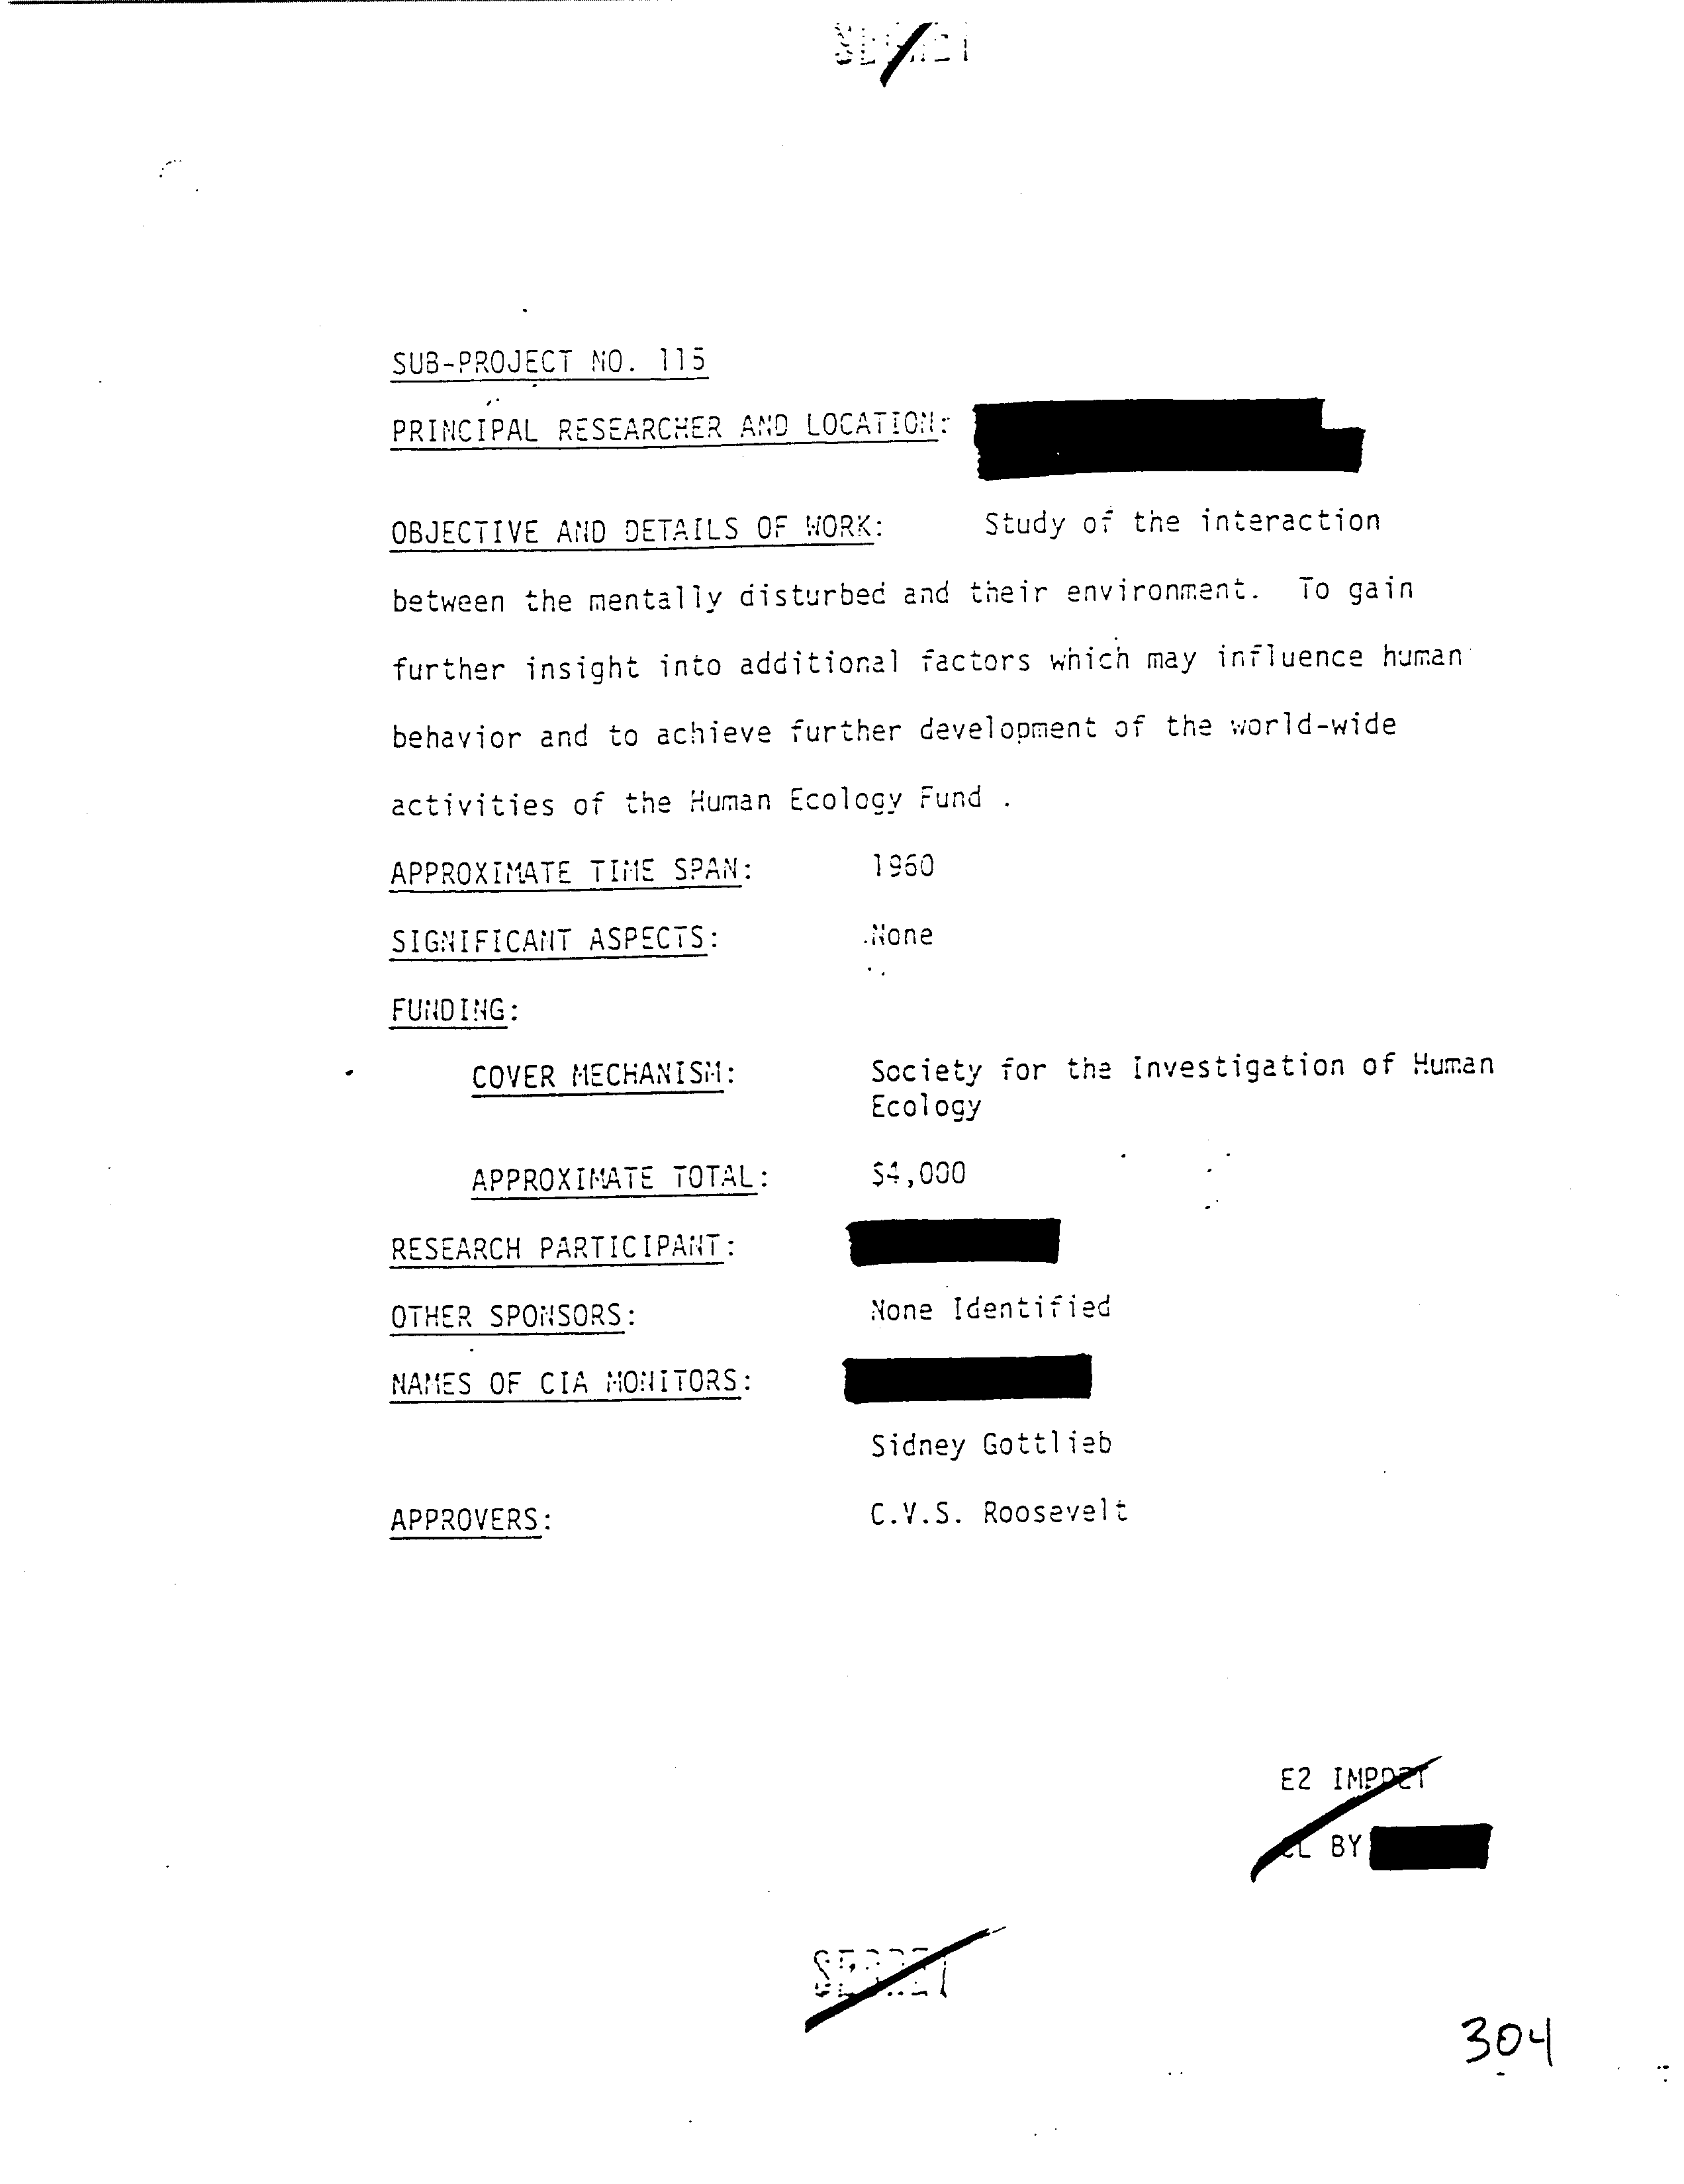 SECRET
SUB-PROJECT NO. 115
PRINCIPAL RESEARCHER AND LOCATION:
OBJECTIVE AND DETAILS OF WORK: Study of the interaction
between the mentally disturbed and their environment. To gain
further insight into additional factors which may influence human
behavior and to achieve further development of the world-wide
activities of the Human Ecology Fund .
APPROXIMATE TIME SPAN: 1960
SIGNIFICANT ASPECTS: None
FUNDING:
COVER MECHANISM: Society for the Investigation of Human
Ecology
APPROXIMATE TOTAL: $4,000
RESEARCH PARTICIPANT:
OTHER SPONSORS: None Identified
NAMES OF CIA MONITORS:
Sidney Gottlieb
APPROVERS: C.V.S. Roosevelt
E2 IMPDET
CL BY
SECRET
304